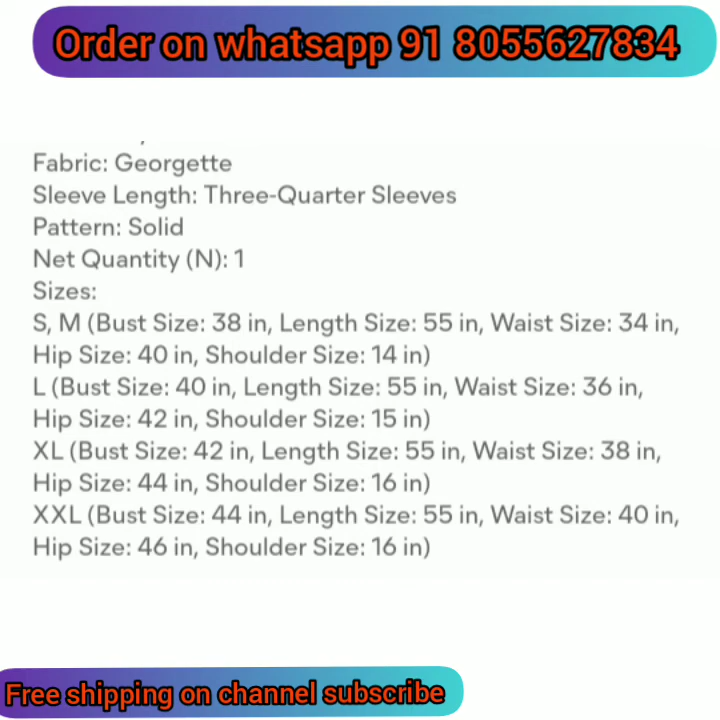 Order on whatsapp 91 8055627834
Fabric: Georgette
Sleeve Length: Three-Quarter Sleeves
Pattern: Solid
Net Quantity (N): 1
Sizes:
S, M (Bust Size: 38 in, Length Size: 55 in, Waist Size: 34 in,
Hip Size: 40 in, Shoulder Size: 14 in)
L (Bust Size: 40 in, Length Size: 55 in, Waist Size: 36 in,
Hip Size: 42 in, Shoulder Size: 15 in)
XL (Bust Size: 42 in, Length Size: 55 in, Waist Size: 38 in,
Hip Size: 44 in, Shoulder Size: 16 in)
XXL (Bust Size: 44 in, Length Size: 55 in, Waist Size: 40 in,
Hip Size: 46 in, Shoulder Size: 16 in)
Free shipping on channel subscribe